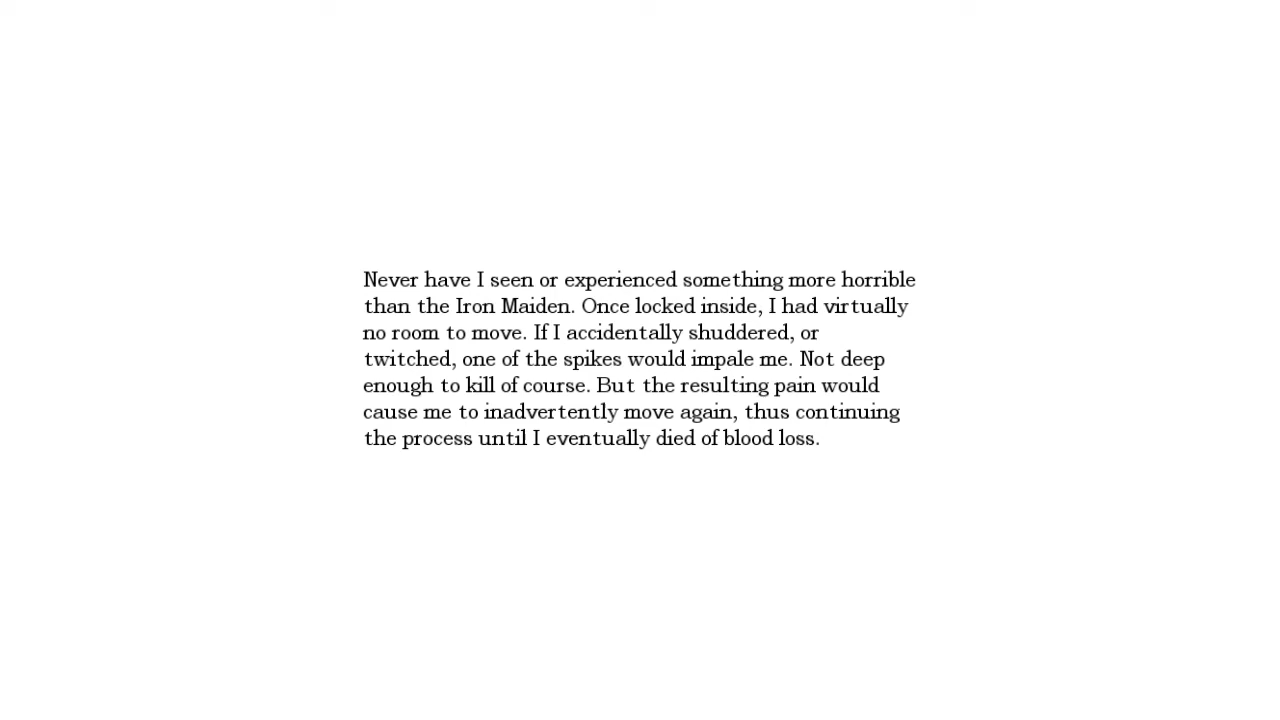 Never have I seen or experienced something more horrible
than the Iron Maiden. Once locked inside, I had virtually
no room to move. If I accidentally shuddered, or
twitched, one of the spikes would impale me. Not deep
enough to kill of course. But the resulting pain would
cause me to inadvertently move again, thus continuing
the process until I eventually died of blood loss.